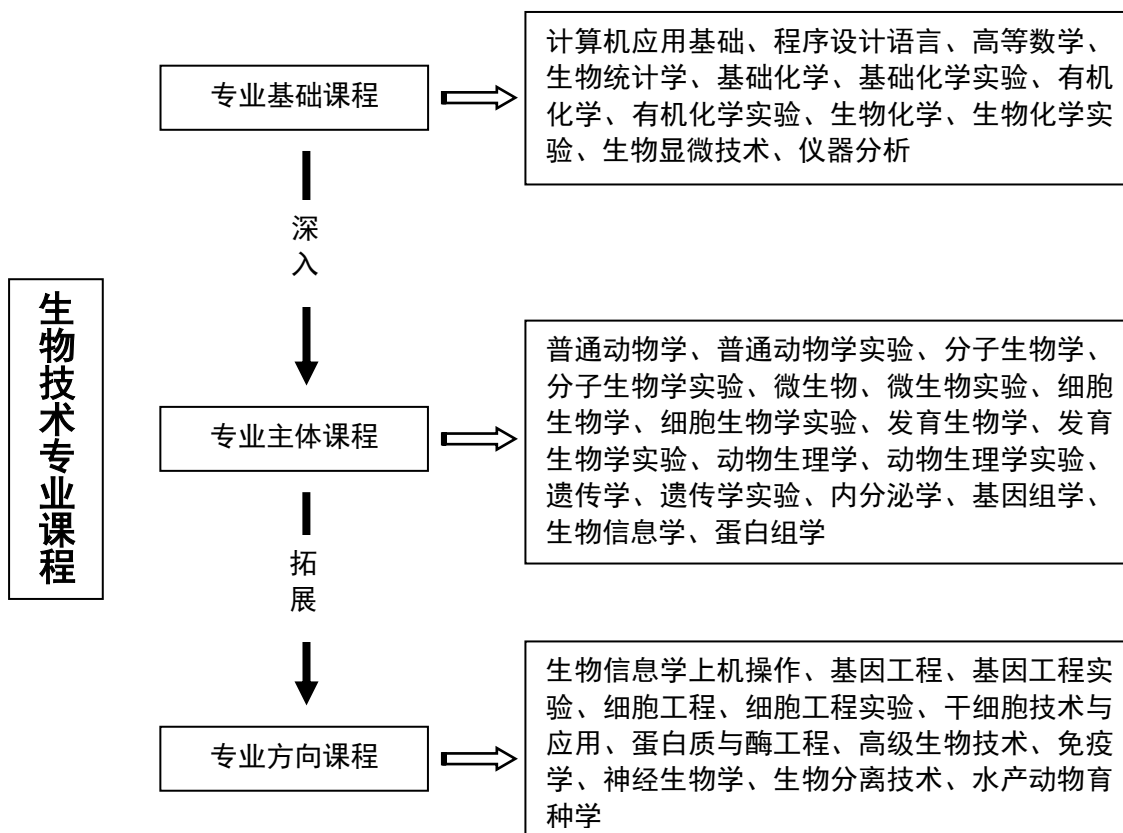 专业基础课程
计算机应用基础、程序设计语言、高等数学、
生物统计学、基础化学、基础化学实验、有机
化学、有机化学实验、生物化学、生物化学实
验、生物显微技术、仪器分析
深
入
生物技术专业课程
专业主体课程
普通动物学、普通动物学实验、分子生物学、
分子生物学实验、微生物、微生物实验、细胞
生物学、细胞生物学实验、发育生物学、发育
生物学实验、动物生理学、动物生理学实验、
遗传学、遗传学实验、内分泌学、基因组学、
生物信息学、蛋白组学
拓
展
专业方向课程
生物信息学上机操作、基因工程、基因工程实
验、细胞工程、细胞工程实验、干细胞技术与
应用、蛋白质与酶工程、高级生物技术、免疫
学、神经生物学、生物分离技术、水产动物育
种学